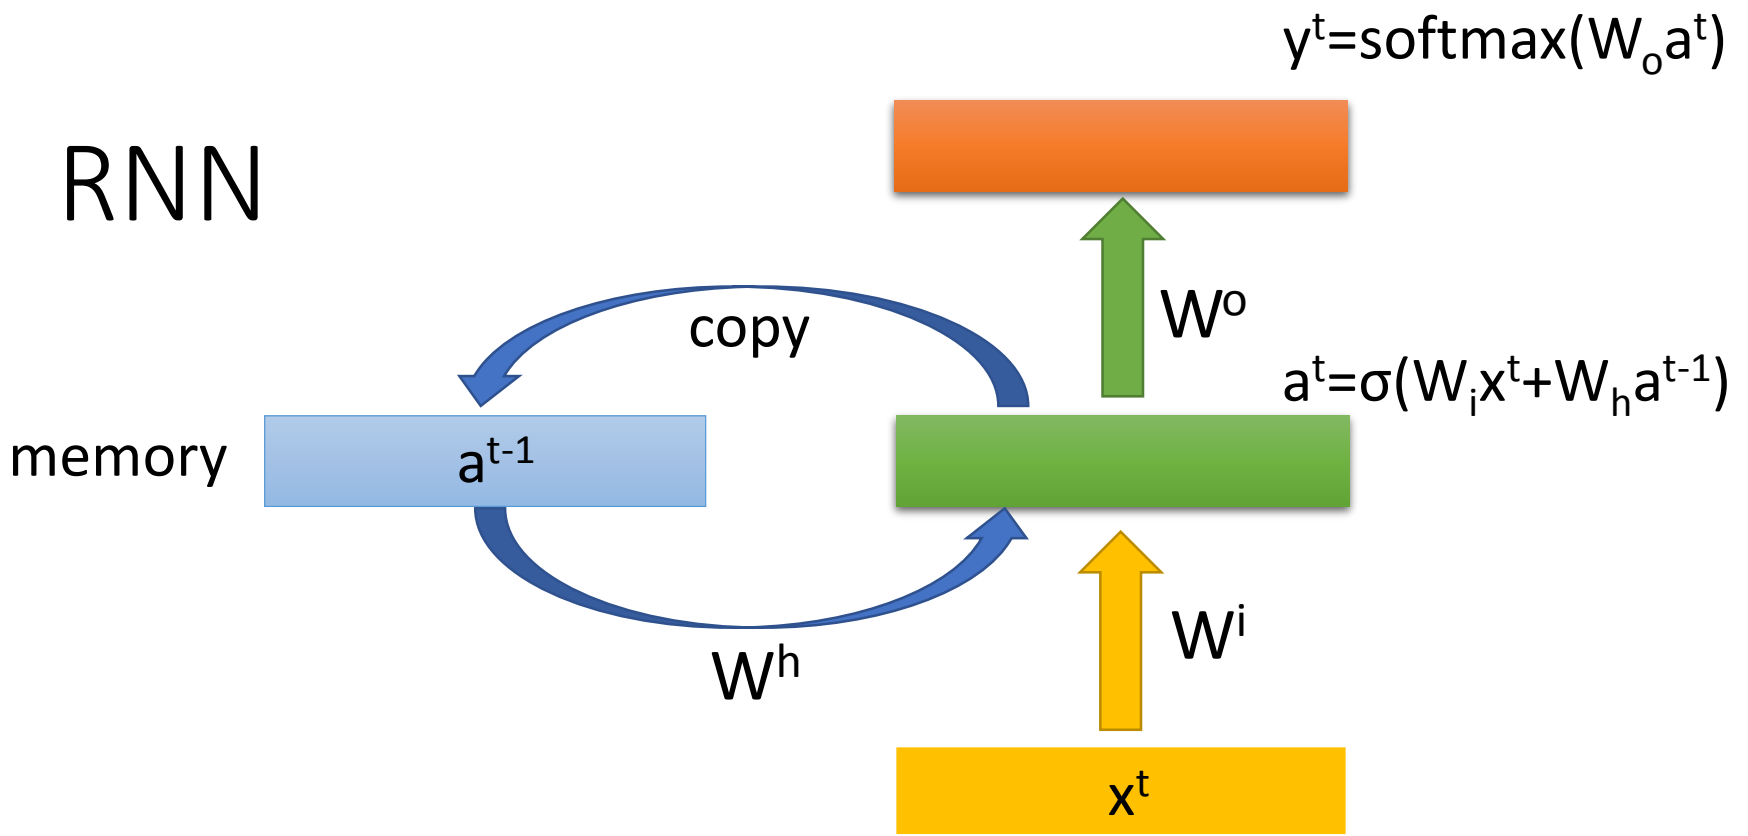 yᵗ=softmax(Wₒaᵗ)
RNN
copy
Wᵒ
aᵗ=σ(Wᵢxᵗ+Wₕaᵗ⁻¹)
memory
aᵗ⁻¹
Wʰ
Wⁱ
xᵗ